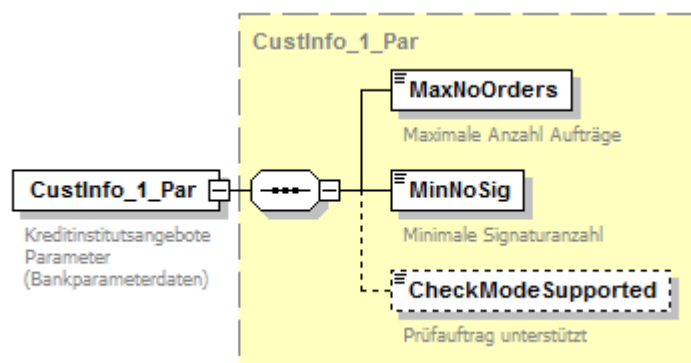 CustInfo_1_Par
MaxNoOrders
Maximale Anzahl Aufträge
CustInfo_1_Par
Kreditinstitutsangebote
Parameter
(Bankparameterdaten)
MinNoSig
Minimale Signaturanzahl
CheckModeSupported
Prüfauftrag unterstützt